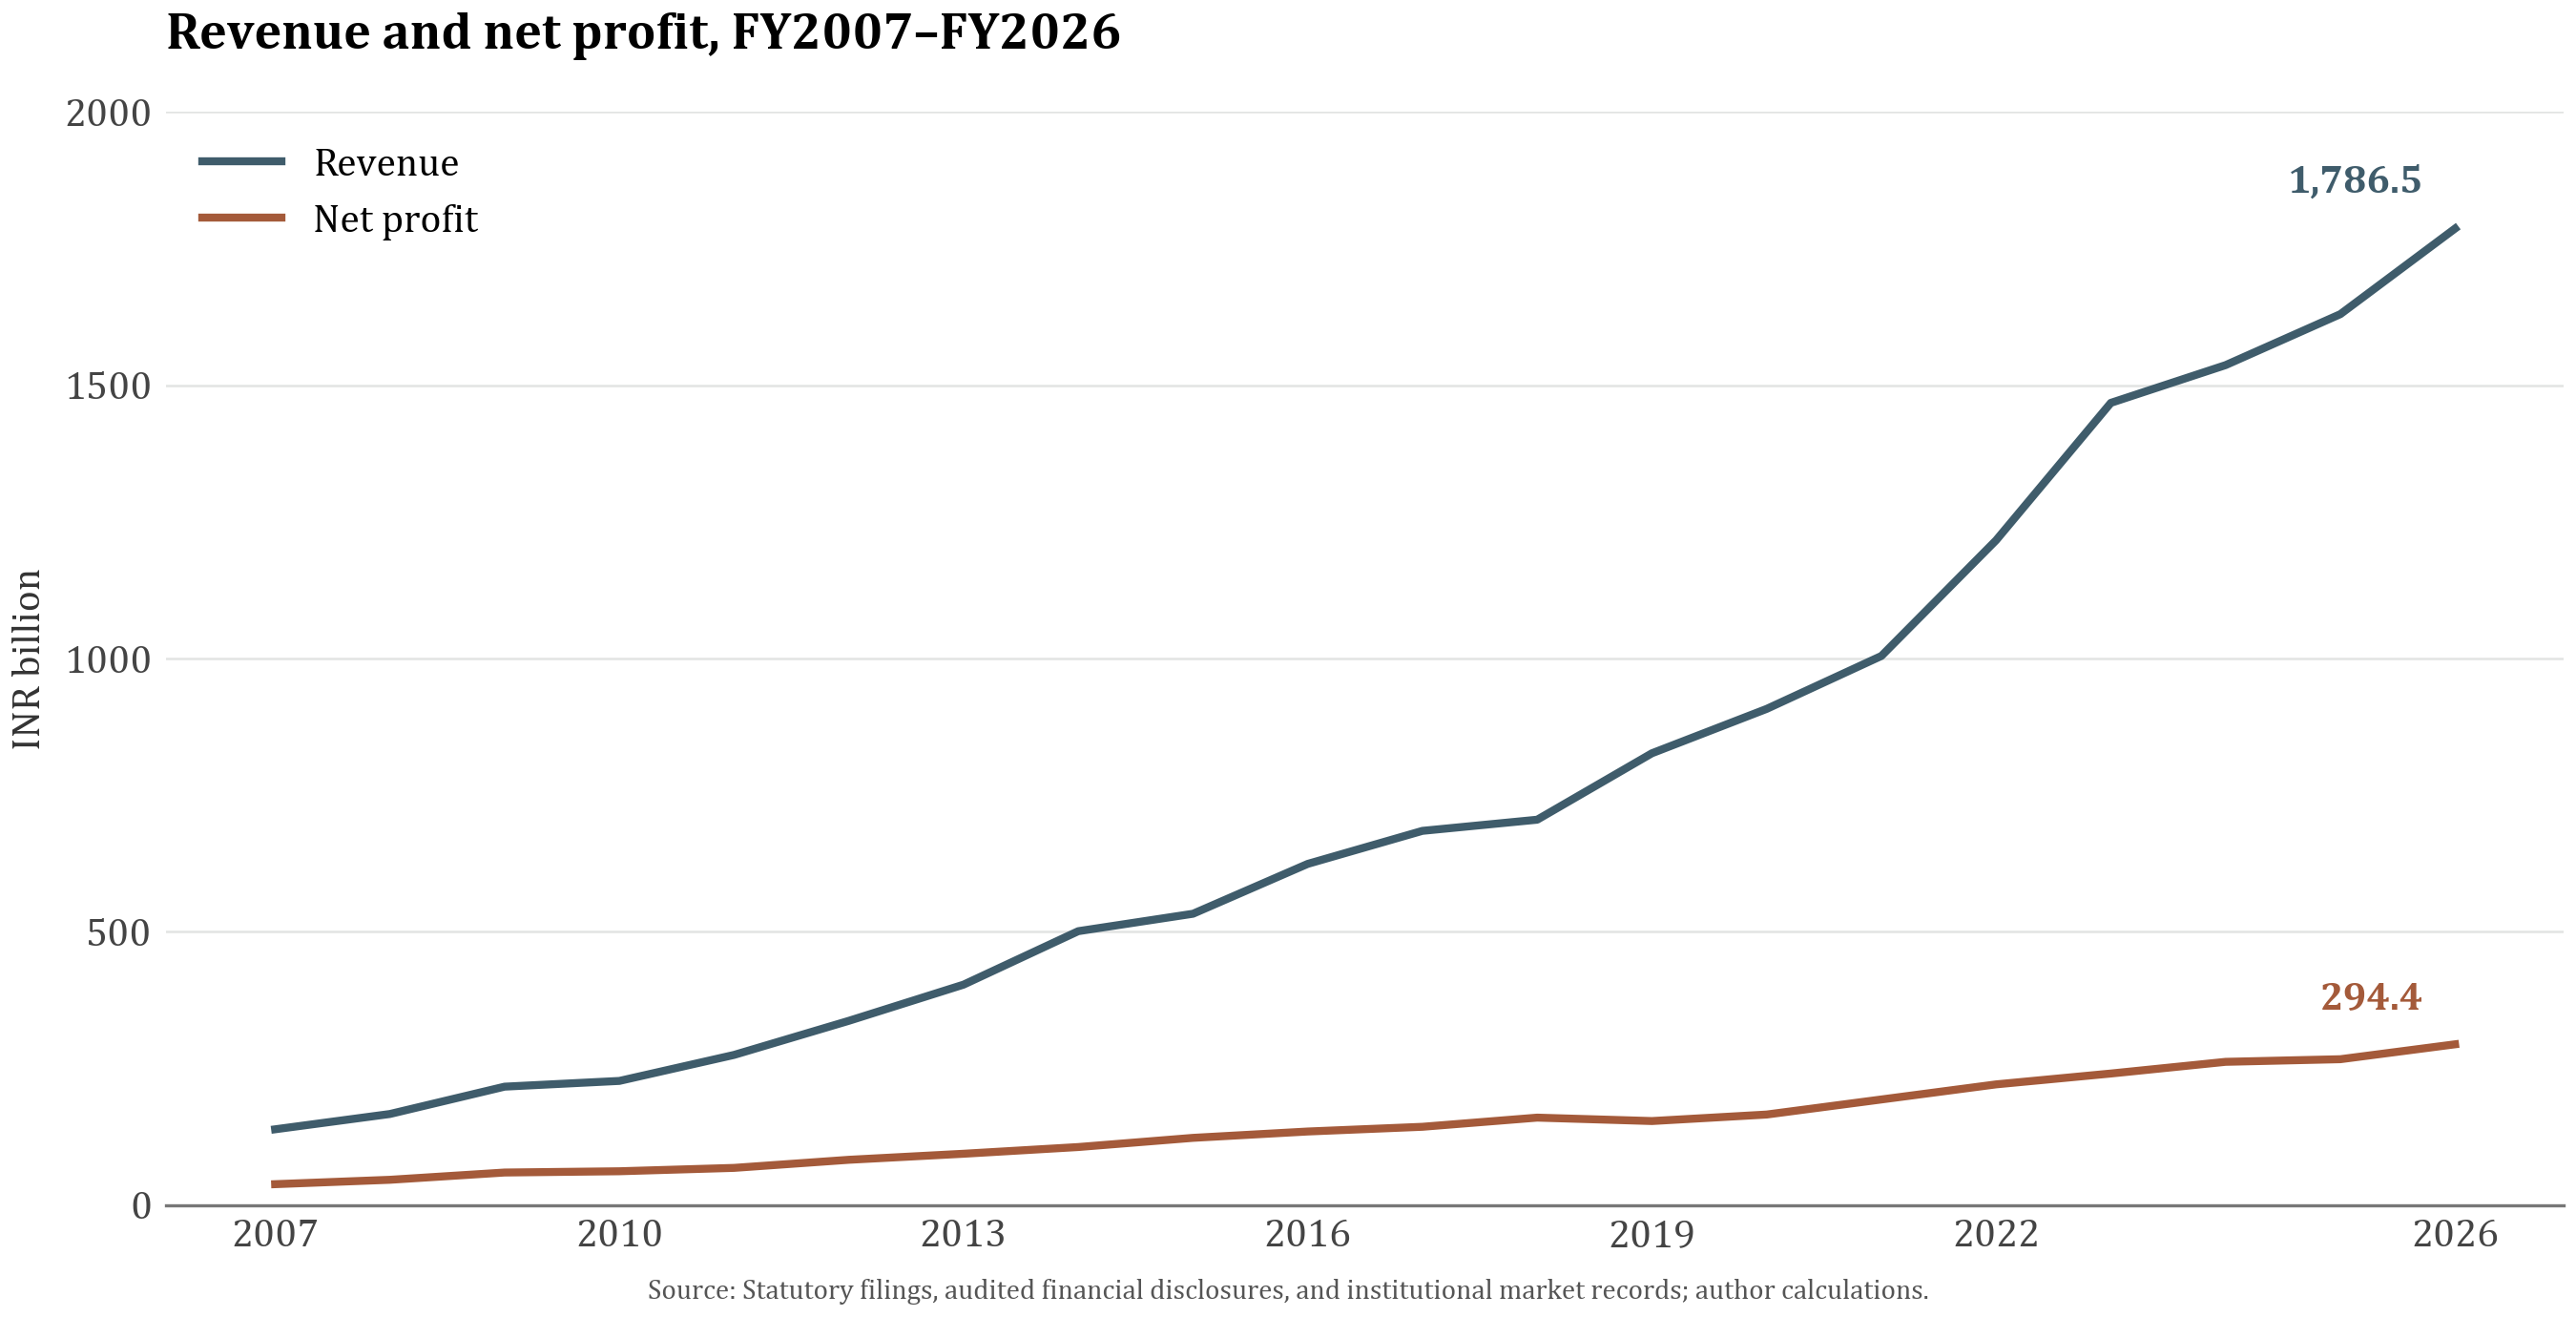 Revenue and net profit, FY2007–FY2026
2000
Revenue
1,786.5
Net profit
1500
INR billion
1000
500
294.4
0
2007 2010 2013 2016 2019 2022 2026
Source: Statutory filings, audited financial disclosures, and institutional market records; author calculations.